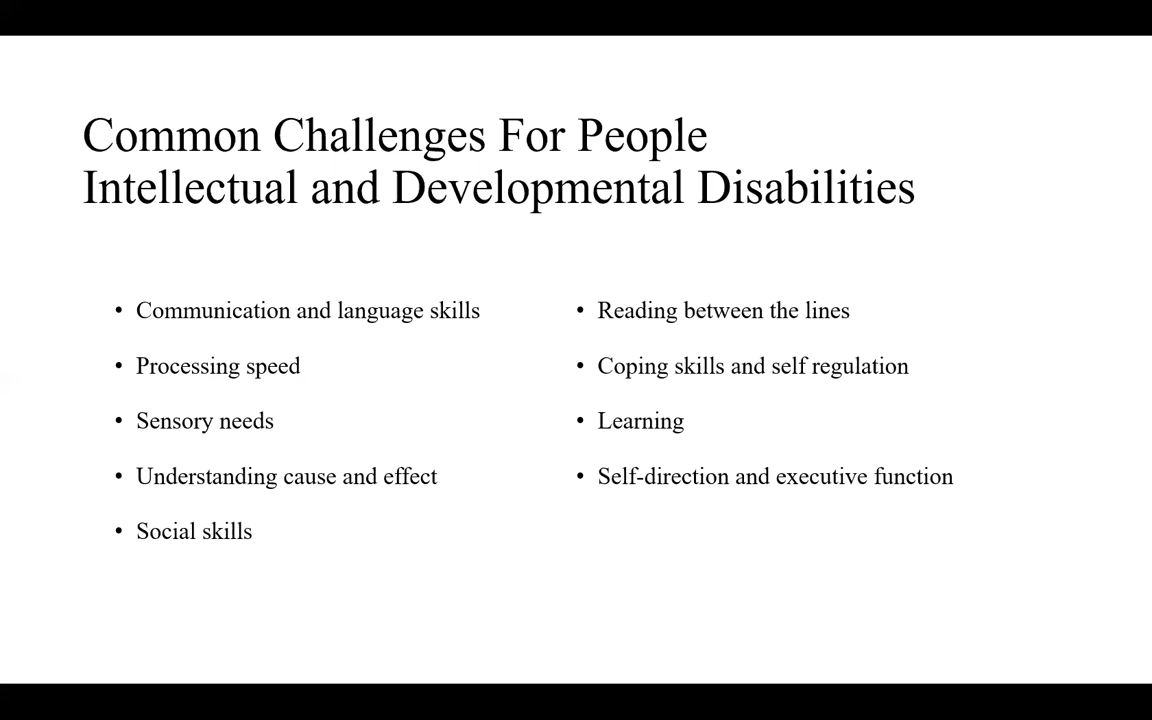 Common Challenges For People
Intellectual and Developmental Disabilities
• Communication and language skills
• Processing speed
• Sensory needs
• Understanding cause and effect
• Social skills
• Reading between the lines
• Coping skills and self regulation
• Learning
• Self-direction and executive function